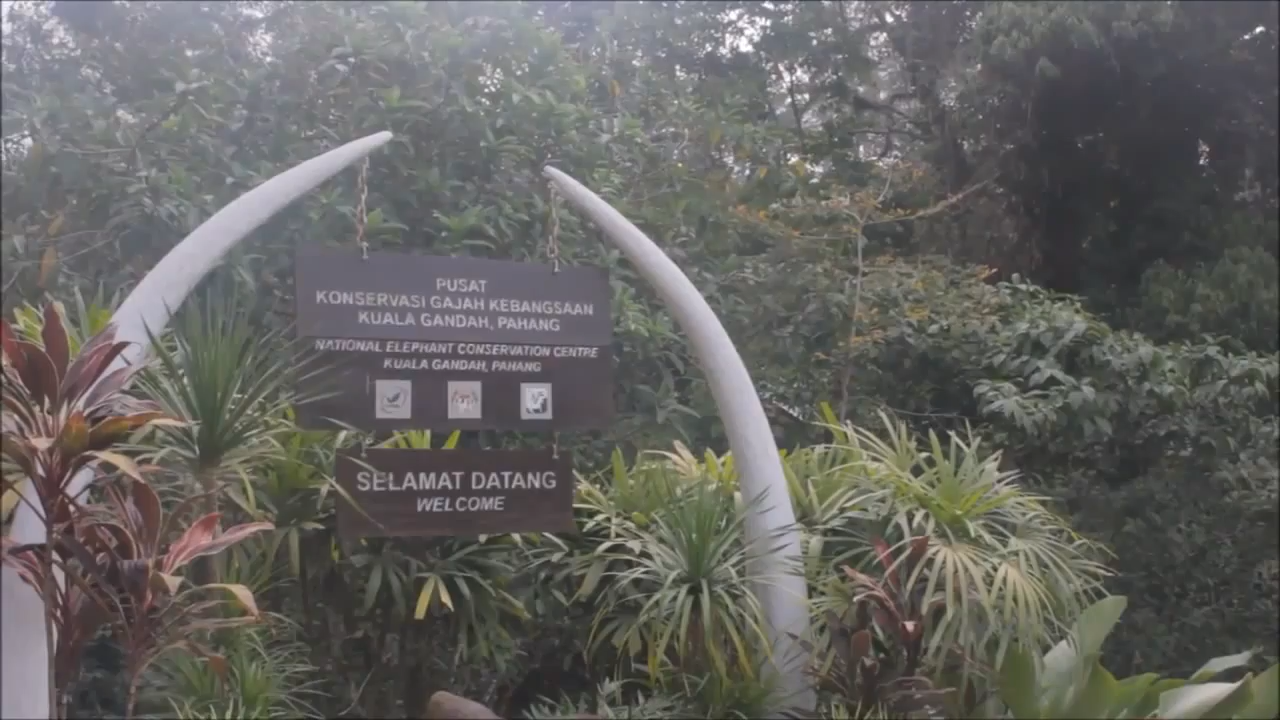 PUSAT
KONSERVASI GAJAH KEBANGSAAN
KUALA GANDAH, PAHANG
NATIONAL ELEPHANT CONSERVATION CENTRE
KUALA GANDAH, PAHANG
SELAMAT DATANG
WELCOME